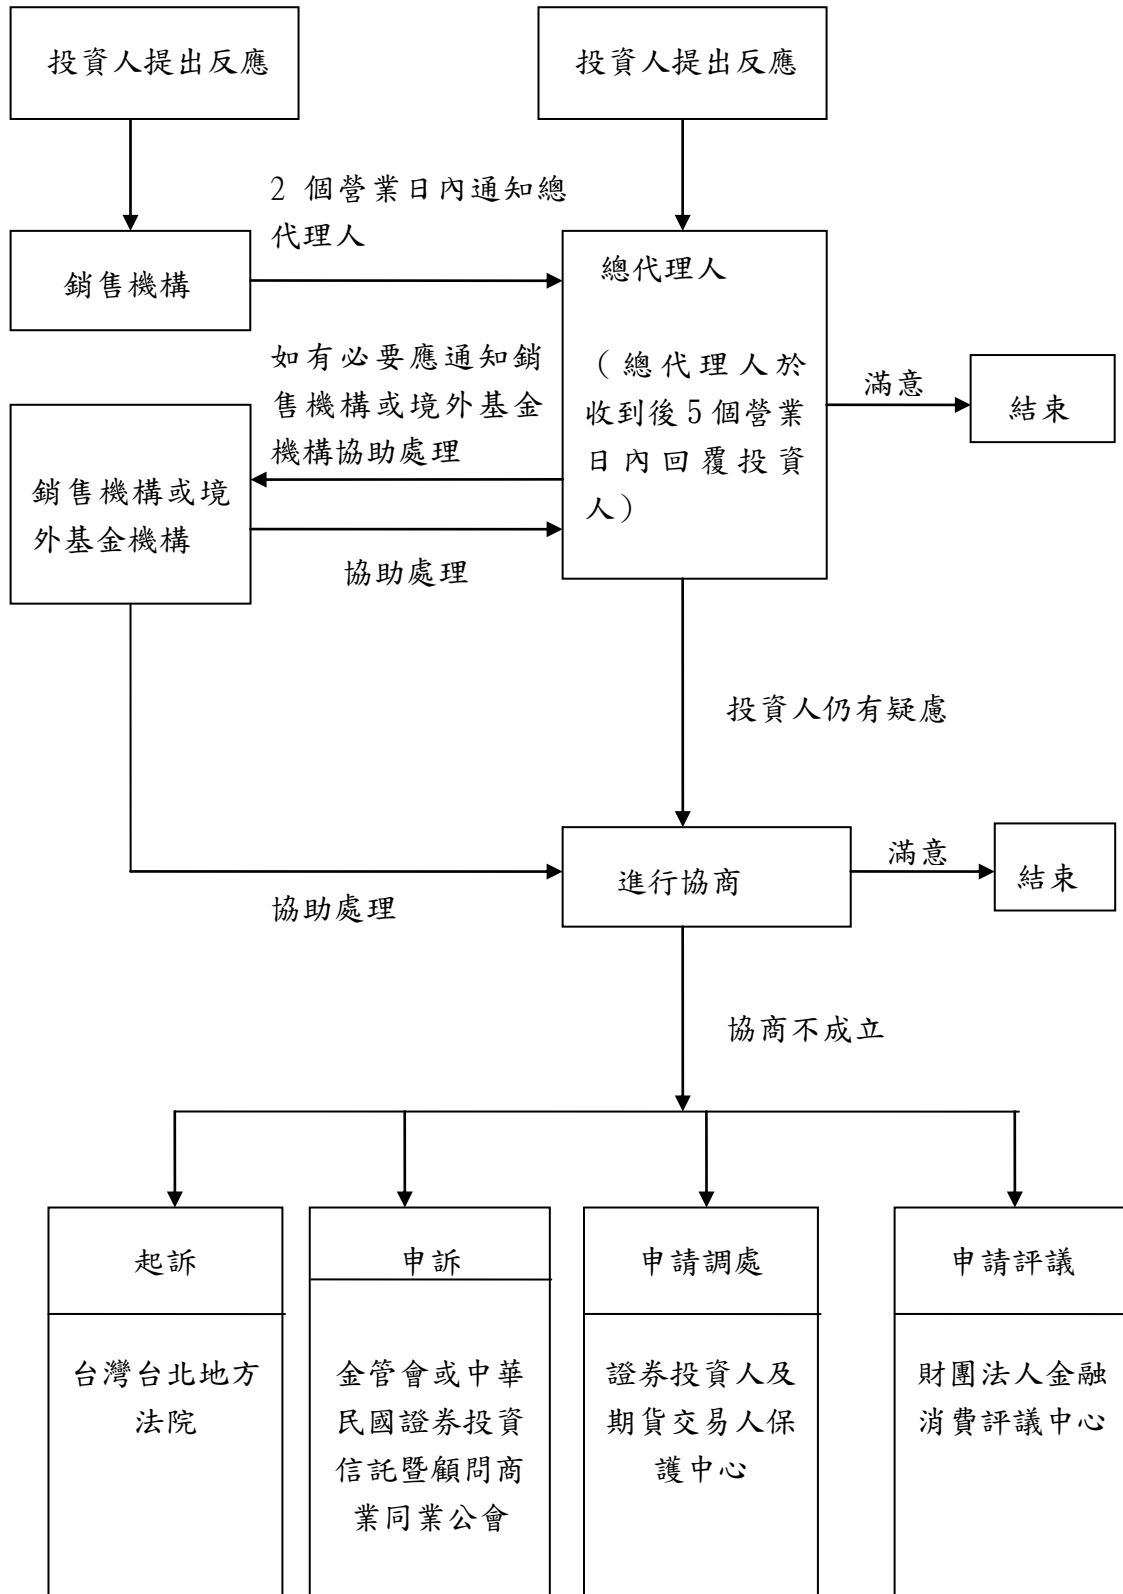 投資人提出反應
投資人提出反應
2 個營業日內通知總
代理人
銷售機構
總代理人
（總代理人於
收到後5個營業
日內回覆投資
人）
如有必要應通知銷
售機構或境外基金
機構協助處理
滿意
結束
銷售機構或境
外基金機構
協助處理
投資人仍有疑慮
進行協商
滿意
結束
協助處理
協商不成立
起訴
台灣台北地方
法院
申訴
金管會或中華
民國證券投資
信託暨顧問商
業同業公會
申請調處
證券投資人及
期貨交易人保
護中心
申請評議
財團法人金融
消費評議中心